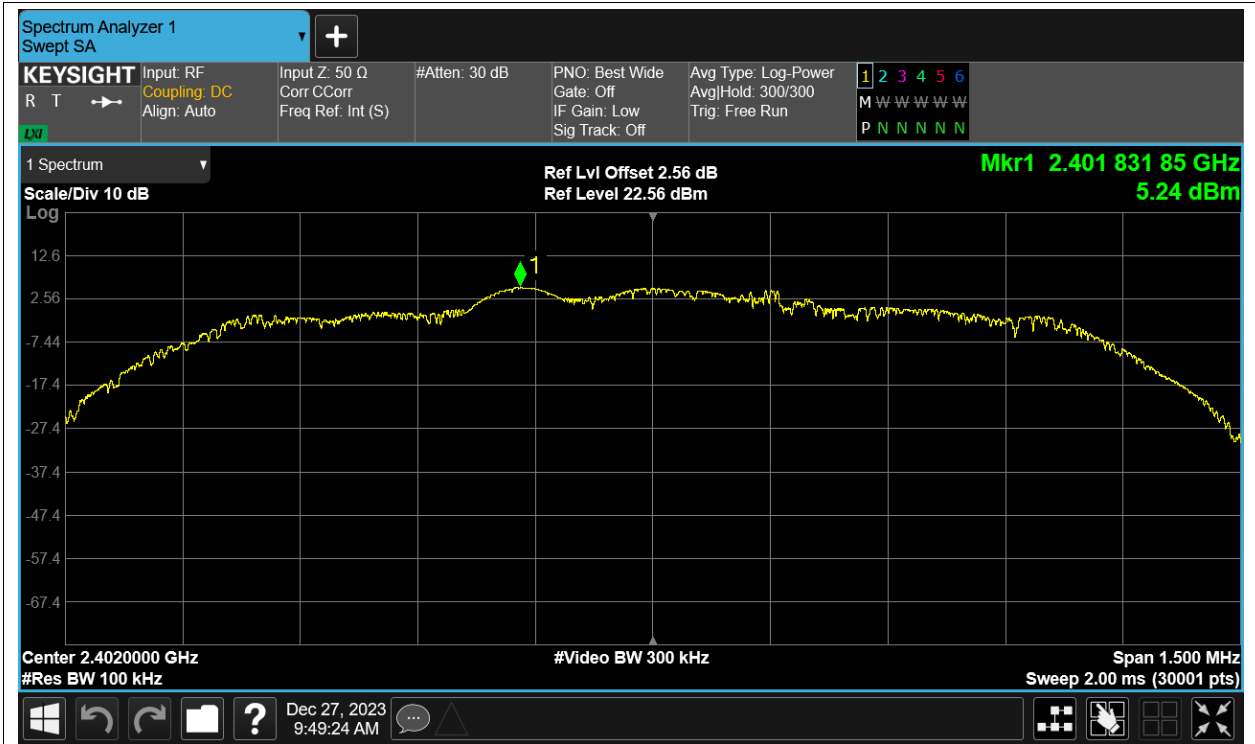 Spectrum Analyzer 1
Swept SA
+
KEYSIGHT
R T
LXI
Input: RF
Coupling: DC
Align: Auto
Input Z: 50 Ω
Corr CCorr
Freq Ref: Int (S)
#Atten: 30 dB
PNO: Best Wide
Gate: Off
IF Gain: Low
Sig Track: Off
Avg Type: Log-Power
Avg|Hold: 300/300
Trig: Free Run
1 2 3 4 5 6
M W W W W W
P N N N N N
1 Spectrum
Scale/Div 10 dB
Log
Ref Lvl Offset 2.56 dB
Ref Level 22.56 dBm
Mkr1 2.401 831 85 GHz
5.24 dBm
12.6
1
2.56
-7.44
-17.4
-27.4
-37.4
-47.4
-57.4
-67.4
Center 2.4020000 GHz
#Res BW 100 kHz
#Video BW 300 kHz
Span 1.500 MHz
Sweep 2.00 ms (30001 pts)
?
Dec 27, 2023
9:49:24 AM